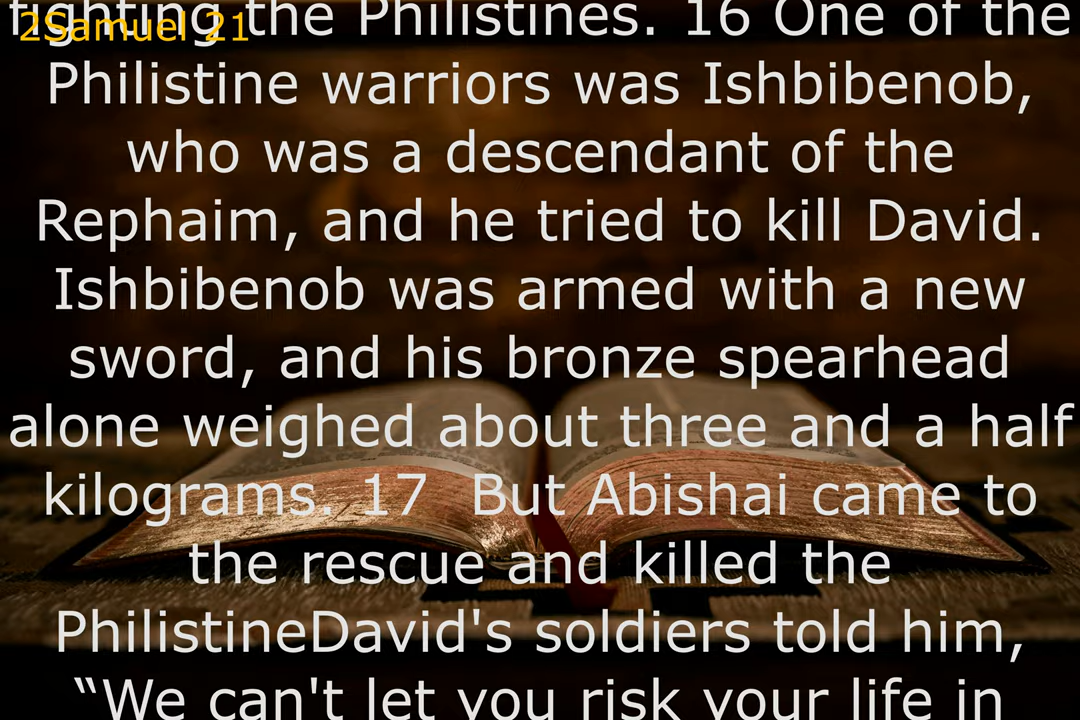 fighting the Philistines. 16 One of the
2Samuel 21
Philistine warriors was Ishbibenob,
who was a descendant of the
Rephaim, and he tried to kill David.
Ishbibenob was armed with a new
sword, and his bronze spearhead
alone weighed about three and a half
kilograms. 17 But Abishai came to
the rescue and killed the
PhilistineDavid's soldiers told him,
“We can't let you risk your life in